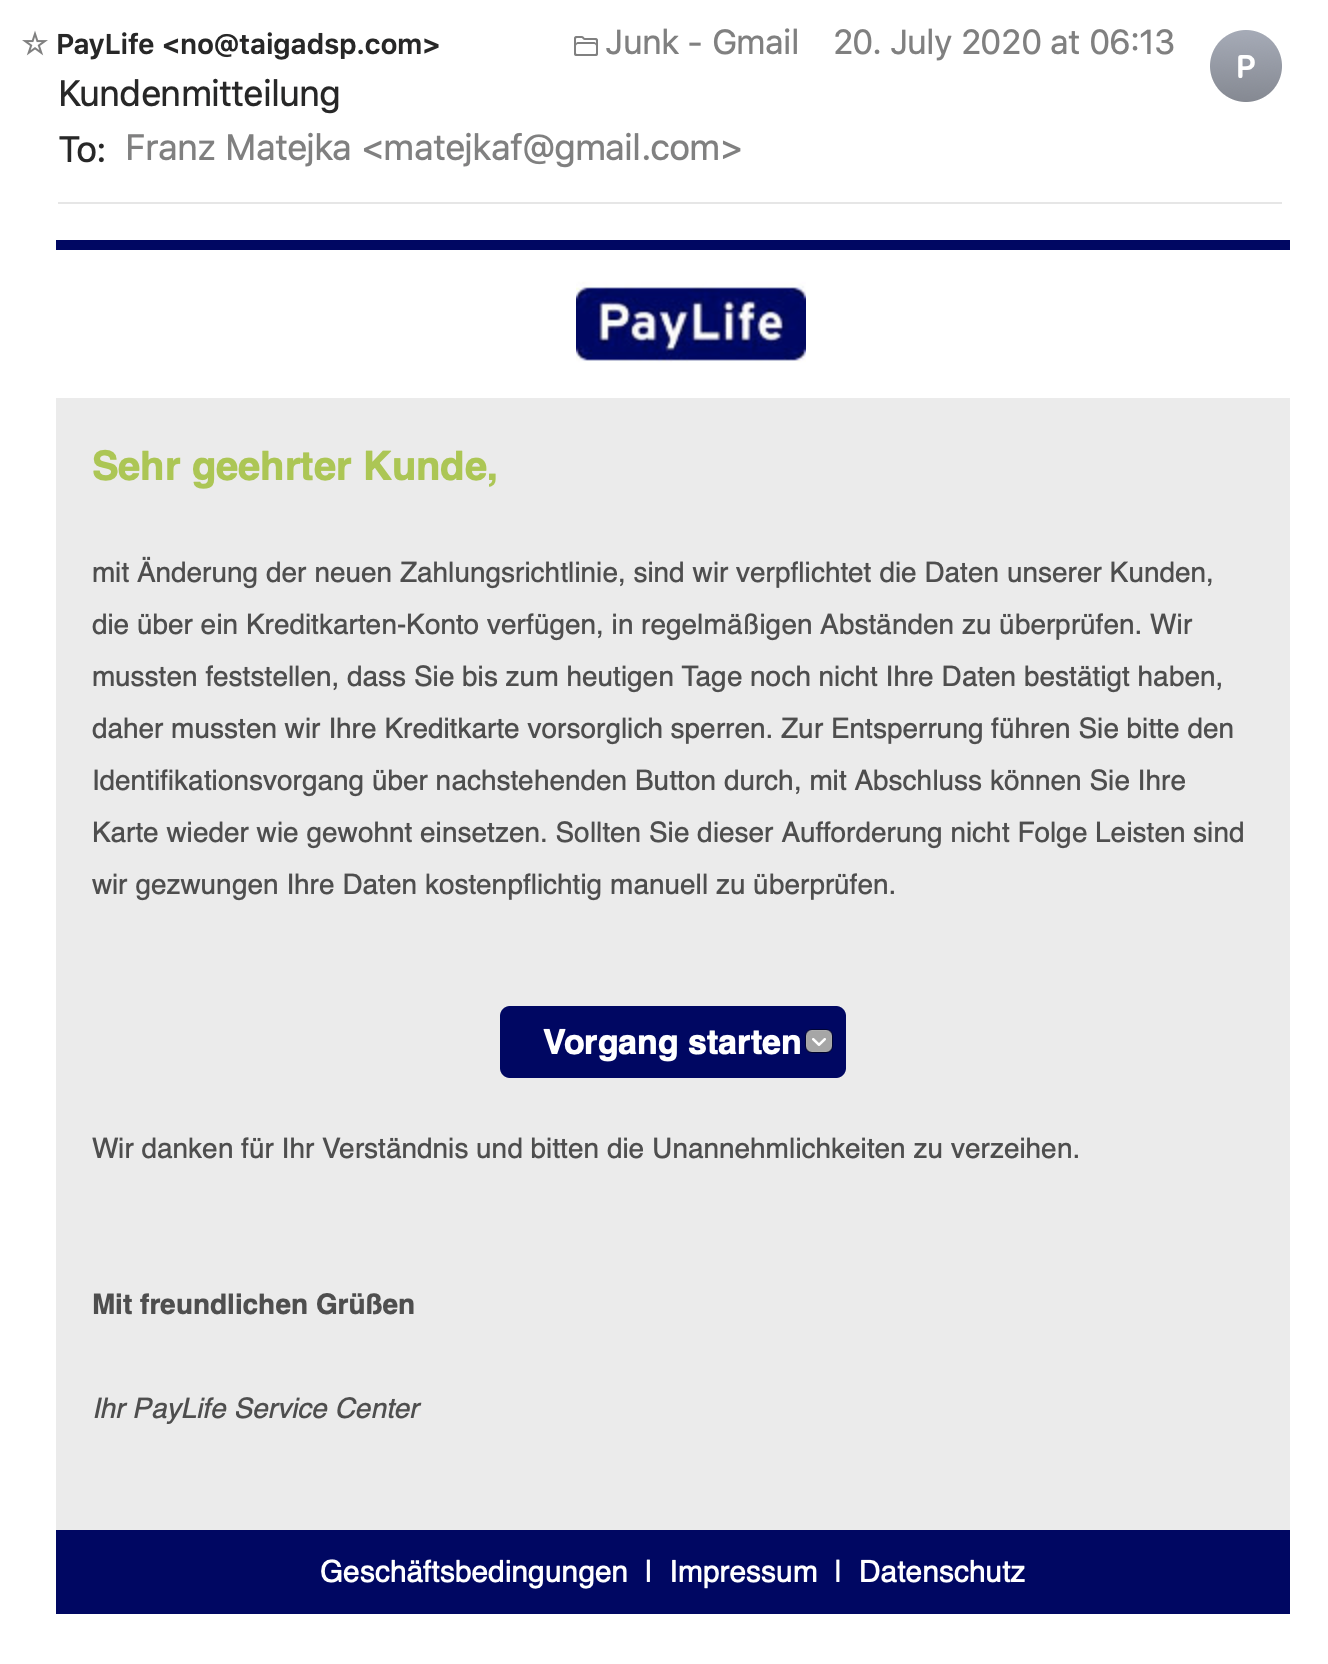 PayLife <no@taigadsp.com>
Junk - Gmail
20. July 2020 at 06:13
P
Kundenmitteilung
To: Franz Matejka <matejkaf@gmail.com>
PayLife
Sehr geehrter Kunde,
mit Änderung der neuen Zahlungsrichtlinie, sind wir verpflichtet die Daten unserer Kunden,
die über ein Kreditkarten-Konto verfügen, in regelmäßigen Abständen zu überprüfen. Wir
mussten feststellen, dass Sie bis zum heutigen Tage noch nicht Ihre Daten bestätigt haben,
daher mussten wir Ihre Kreditkarte vorsorglich sperren. Zur Entsperrung führen Sie bitte den
Identifikationsvorgang über nachstehenden Button durch, mit Abschluss können Sie Ihre
Karte wieder wie gewohnt einsetzen. Sollten Sie dieser Aufforderung nicht Folge Leisten sind
wir gezwungen Ihre Daten kostenpflichtig manuell zu überprüfen.
Vorgang starten
Wir danken für Ihr Verständnis und bitten die Unannehmlichkeiten zu verzeihen.
Mit freundlichen Grüßen
Ihr PayLife Service Center
Geschäftsbedingungen | Impressum | Datenschutz